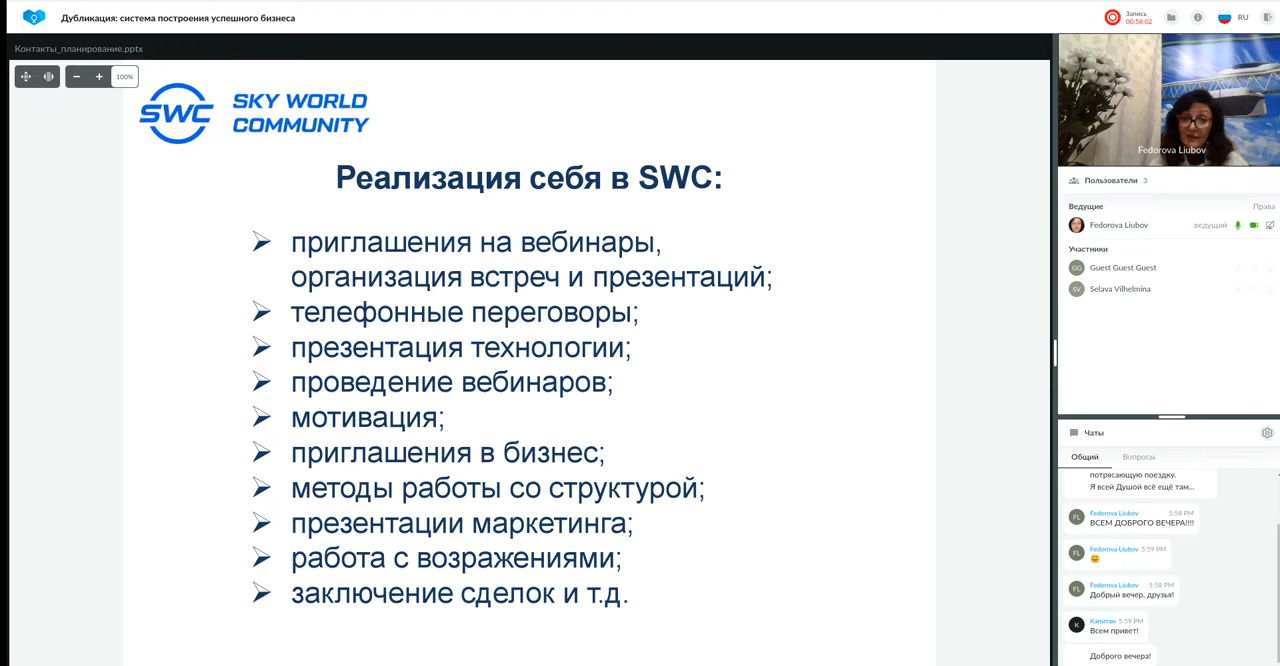 Дубликация: система построения успешного бизнеса
Запись
00:58:02
RU
Контакты_планирование.pptx
100%
SWC
SKY WORLD
COMMUNITY
Реализация себя в SWC:
приглашения на вебинары,
организация встреч и презентаций;
телефонные переговоры;
презентация технологии;
проведение вебинаров;
мотивация;
приглашения в бизнес;
методы работы со структурой;
презентации маркетинга;
работа с возражениями;
заключение сделок и т.д.
Fedorova Liubov
Пользователи 3
Ведущие Права
Fedorova Liubov ведущий
Участники
GG Guest Guest Guest
SV Selava Vilhelmina
Чаты
Общий Вопросы
потрясающую поездку.
Я всей Душой всё ещё там...
FL Fedorova Liubov 5:58 PM
ВСЕМ ДОБРОГО ВЕЧЕРА!!!!
FL Fedorova Liubov 5:59 PM
FL Fedorova Liubov 5:58 PM
Добрый вечер, друзья!
K Капитан 5:59 PM
Всем привет!
Доброго вечера!